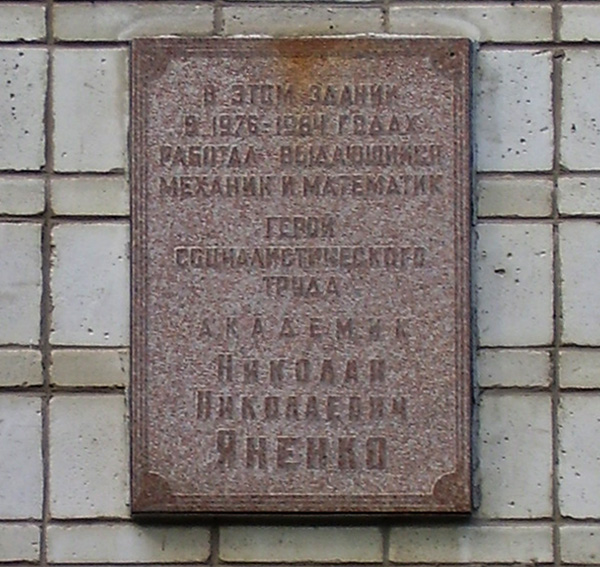 В ЭТОМ ЗДАНИИ
В 1976-1984 ГОДАХ
РАБОТАЛ ВЫДАЮЩИЙСЯ
МЕХАНИК И МАТЕМАТИК
ГЕРОЙ
СОЦИАЛИСТИЧЕСКОГО
ТРУДА
АКАДЕМИК
НИКОЛАЙ
НИКОЛАЕВИЧ
ЯНЕНКО